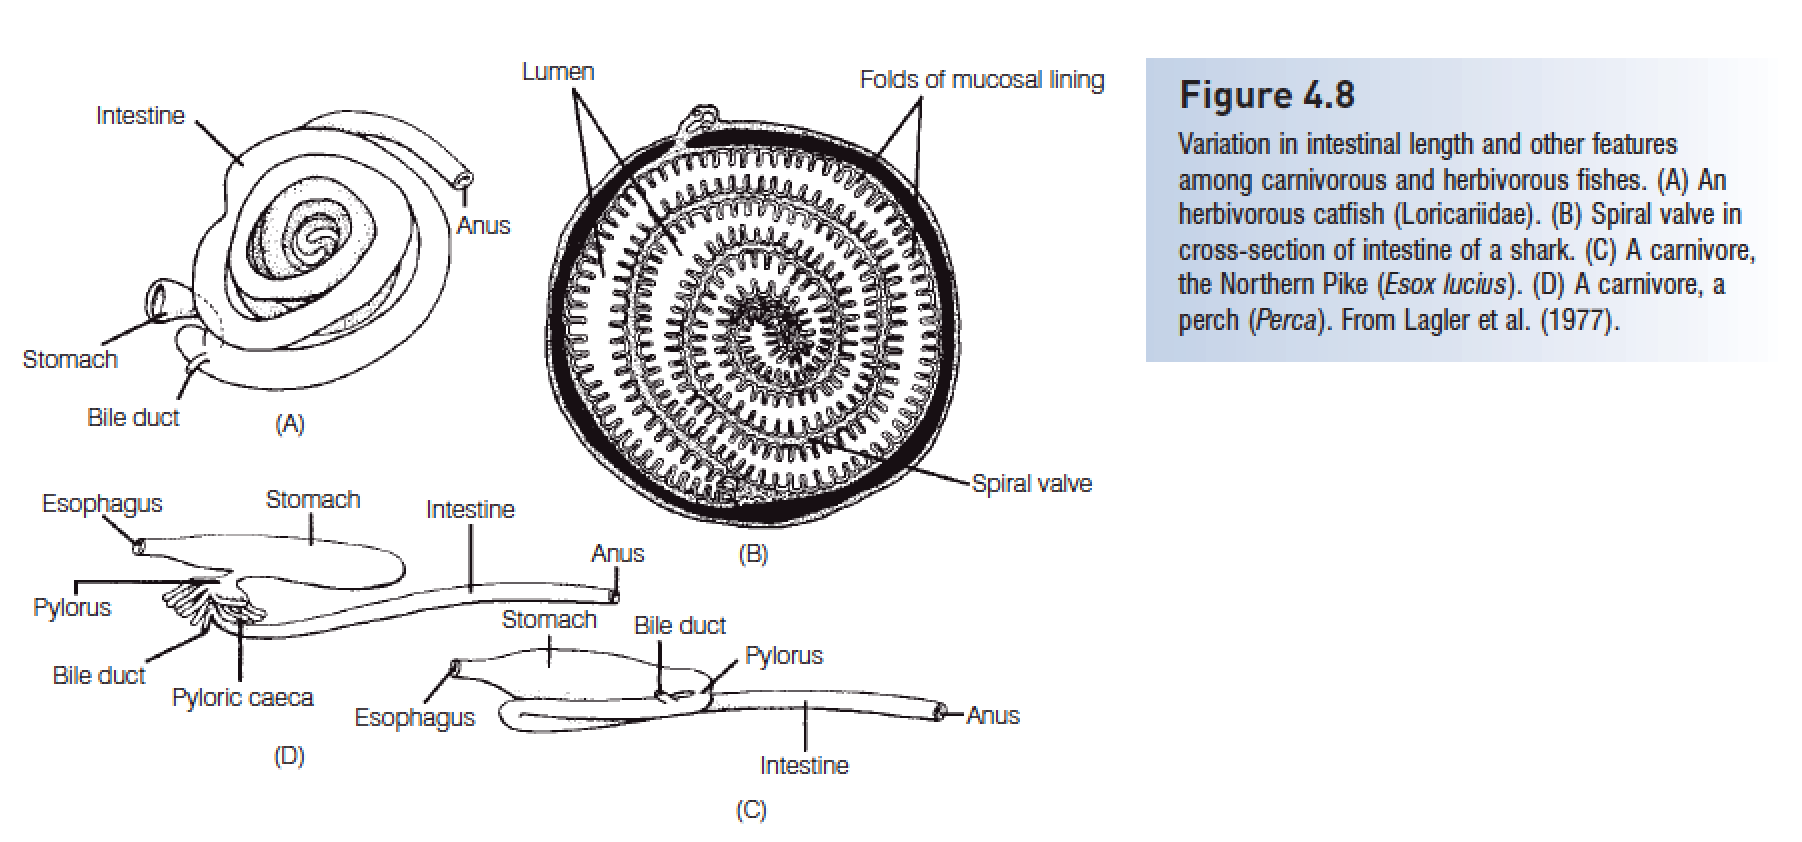 Lumen
Folds of mucosal lining
Intestine
Anus
Stomach
Bile duct
(A)
Spiral valve
(B)
Esophagus
Stomach
Intestine
Anus
Pylorus
Bile duct
Pyloric caeca
(D)
Stomach
Bile duct
Pylorus
Esophagus
Anus
Intestine
(C)
Figure 4.8
Variation in intestinal length and other features
among carnivorous and herbivorous fishes. (A) An
herbivorous catfish (Loricariidae). (B) Spiral valve in
cross-section of intestine of a shark. (C) A carnivore,
the Northern Pike (Esox lucius). (D) A carnivore, a
perch (Perca). From Lagler et al. (1977).